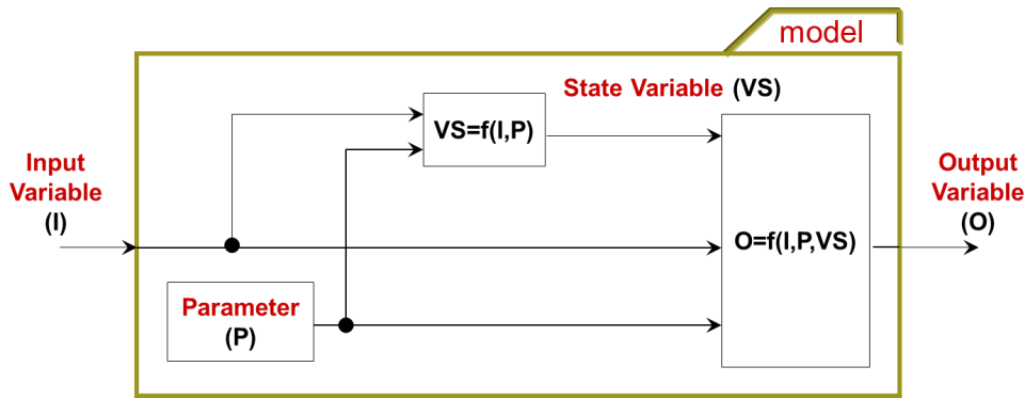 model
State Variable (VS)
VS=f(I,P)
Input
Variable
(I)
Output
Variable
(O)
O=f(I,P,VS)
Parameter
(P)